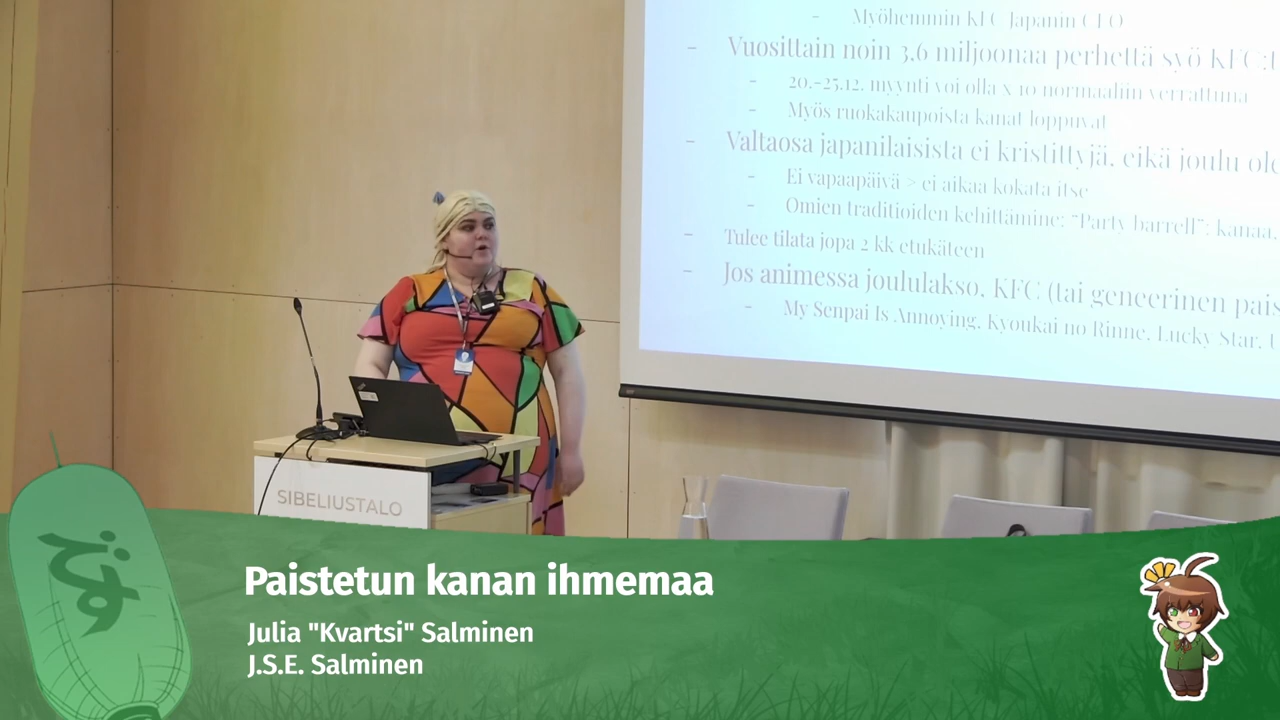 - Myöhemmin KFC Japanin CEO
- Vuosittain noin 3,6 miljoonaa perhettä syö KFC:t
- 20.-25.12. myynti voi olla x 10 normaaliin verrattuna
- Myös ruokakaupoista kanat loppuvat
- Valtaosa japanilaisista ei kristittyjä, eikä joulu ole
- Ei vapaapäivä > ei aikaa kokata itse
- Omien traditioiden kehittäminen: “Party barrell”: kanaa,
- Tulee tilata jopa 2 kk etukäteen
- Jos animessa joululakso, KFC (tai geneerinen pais
- My Senpai Is Annoying, Kyoukai no Rinne, Lucky Star, U
SIBELIUSTALO
Paistetun kanan ihmemaa
Julia "Kvartsi" Salminen
J.S.E. Salminen